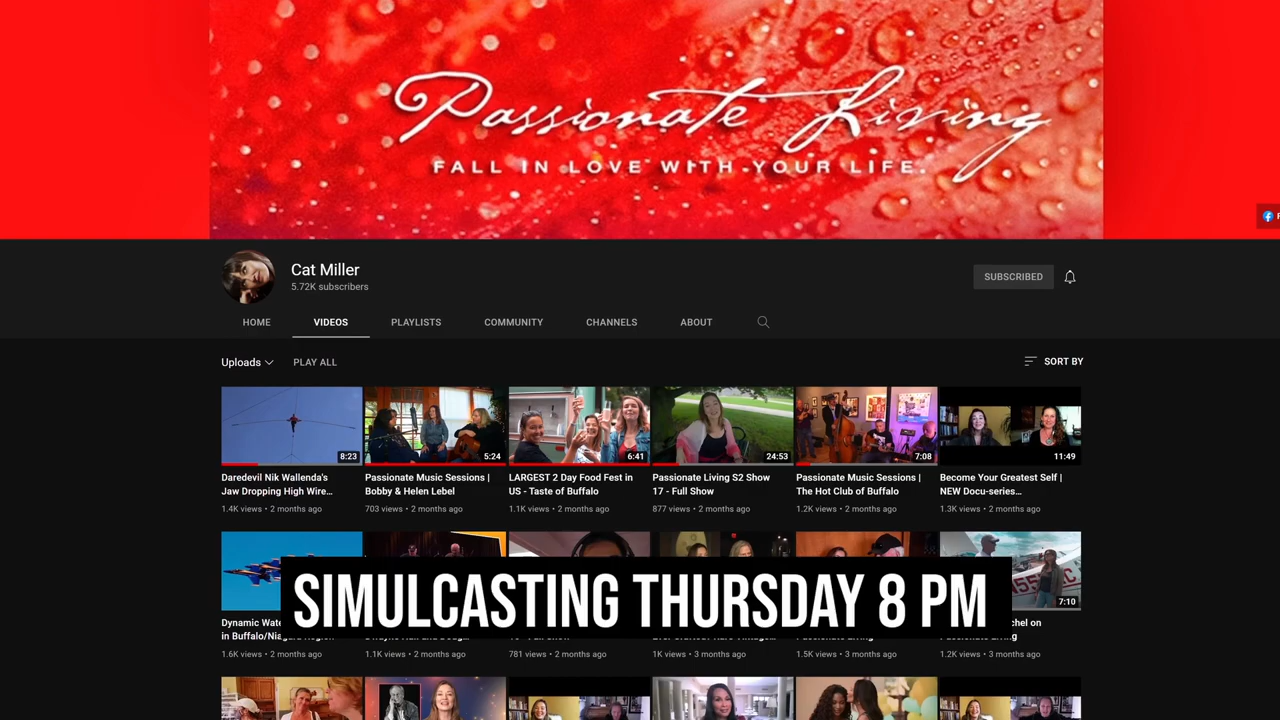 Passionate Living
FALL IN LOVE WITH YOUR LIFE.
Cat Miller
5.72K subscribers
SUBSCRIBED
HOME
VIDEOS
PLAYLISTS
COMMUNITY
CHANNELS
ABOUT
Uploads
PLAY ALL
SORT BY
8:23
5:24
6:41
24:53
7:08
11:49
Daredevil Nik Wallenda's
Jaw Dropping High Wire...
1.4K views • 2 months ago
Passionate Music Sessions |
Bobby & Helen Lebel
703 views • 2 months ago
LARGEST 2 Day Food Fest in
US - Taste of Buffalo
1.1K views • 2 months ago
Passionate Living S2 Show
17 - Full Show
877 views • 2 months ago
Passionate Music Sessions |
The Hot Club of Buffalo
1.2K views • 2 months ago
Become Your Greatest Self |
NEW Docu-series...
1.3K views • 2 months ago
7:10
SIMULCASTING THURSDAY 8 PM
Dynamic
in Buffalo/Niagara Region
1.6K views • 2 months ago
1.1K views • 2 months ago
781 views • 2 months ago
1K views • 3 months ago
1.5K views • 3 months ago
on
Passionate Living
1.2K views • 3 months ago